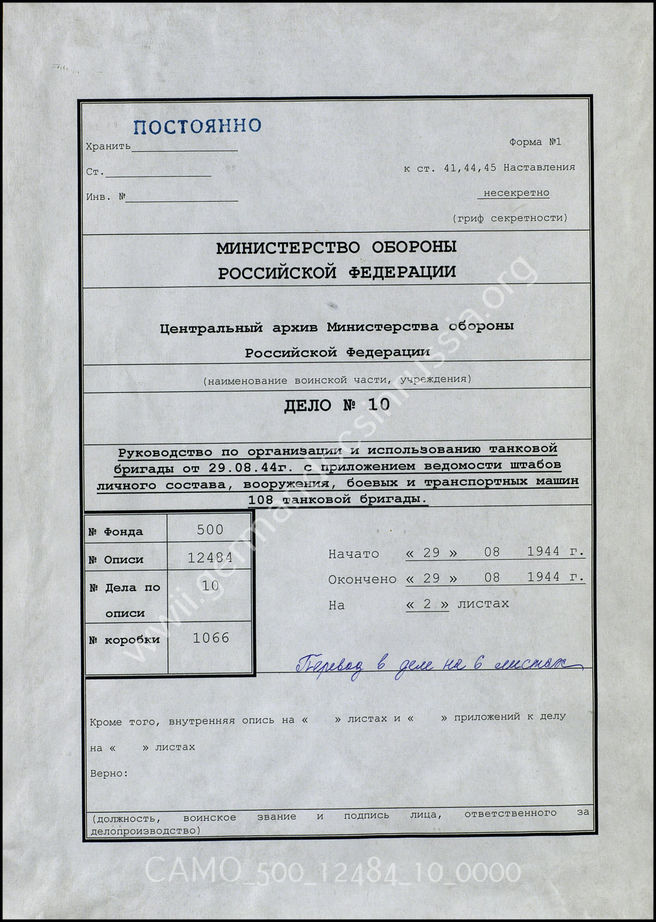 ПОСТОЯННО
Хранить
Форма №1
Ст.
к ст. 41,44,45 Наставления
Инв. №
несекретно
(гриф секретности)
МИНИСТЕРСТВО ОБОРОНЫ
РОССИЙСКОЙ ФЕДЕРАЦИИ
Центральный архив Министерства обороны
Российской Федерации
(наименование воинской части, учреждения)
ДЕЛО № 10
Руководство по организации и использованию танковой
бригады от 29.08.44г. с приложением ведомости штабов
личного состава, вооружения, боевых и транспортных машин
108 танковой бригады.
№ Фонда 500
№ Описи 12484
№ Дела по описи 10
№ коробки 1066
Начато « 29 » 08 1944 г.
Окончено « 29 » 08 1944 г.
На « 2 » листах
Перевод в деле на 6 листах
Кроме того, внутренняя опись на « » листах и « » приложений к делу
на « » листах
Верно:
(должность, воинское звание и подпись лица, ответственного за
делопроизводство)
www.germandocsinrussia.org
CAMO_500_12484_10_0000